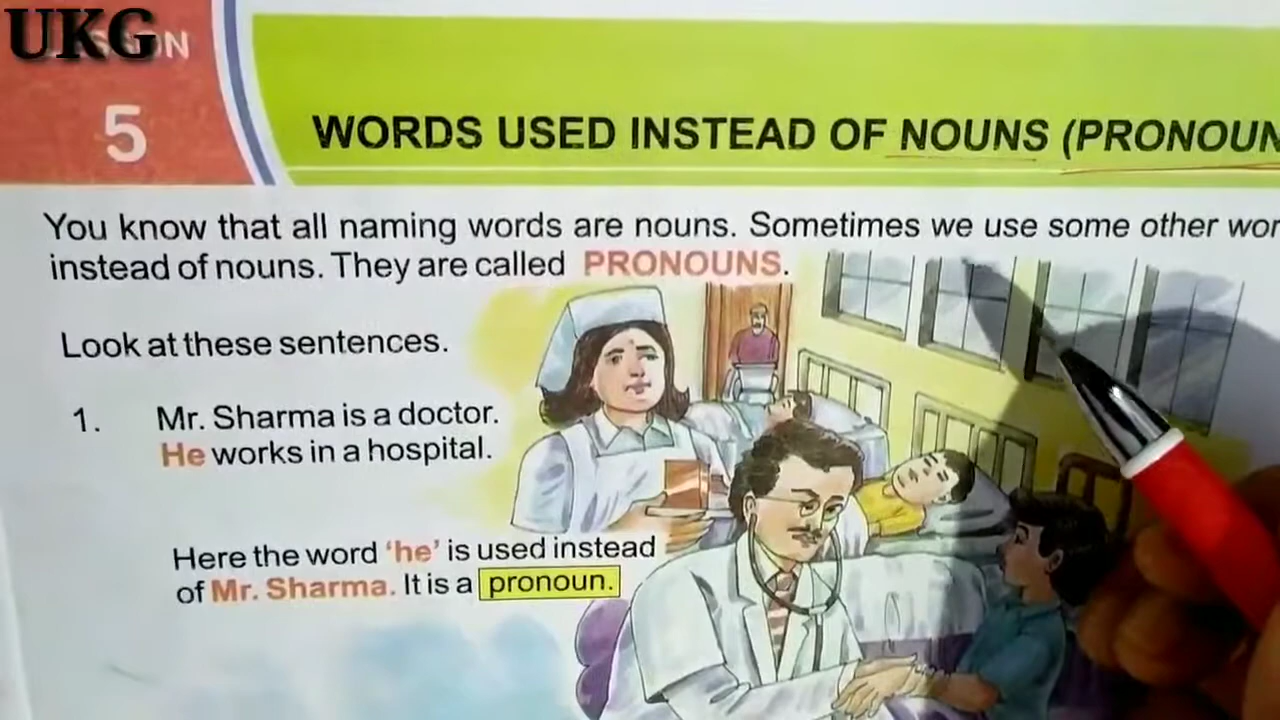 UKG
5
WORDS USED INSTEAD OF NOUNS (PRONOUN
You know that all naming words are nouns. Sometimes we use some other wor
instead of nouns. They are called PRONOUNS.
Look at these sentences.
1. Mr. Sharma is a doctor.
He works in a hospital.
Here the word ‘he’ is used instead
of Mr. Sharma. It is a pronoun.